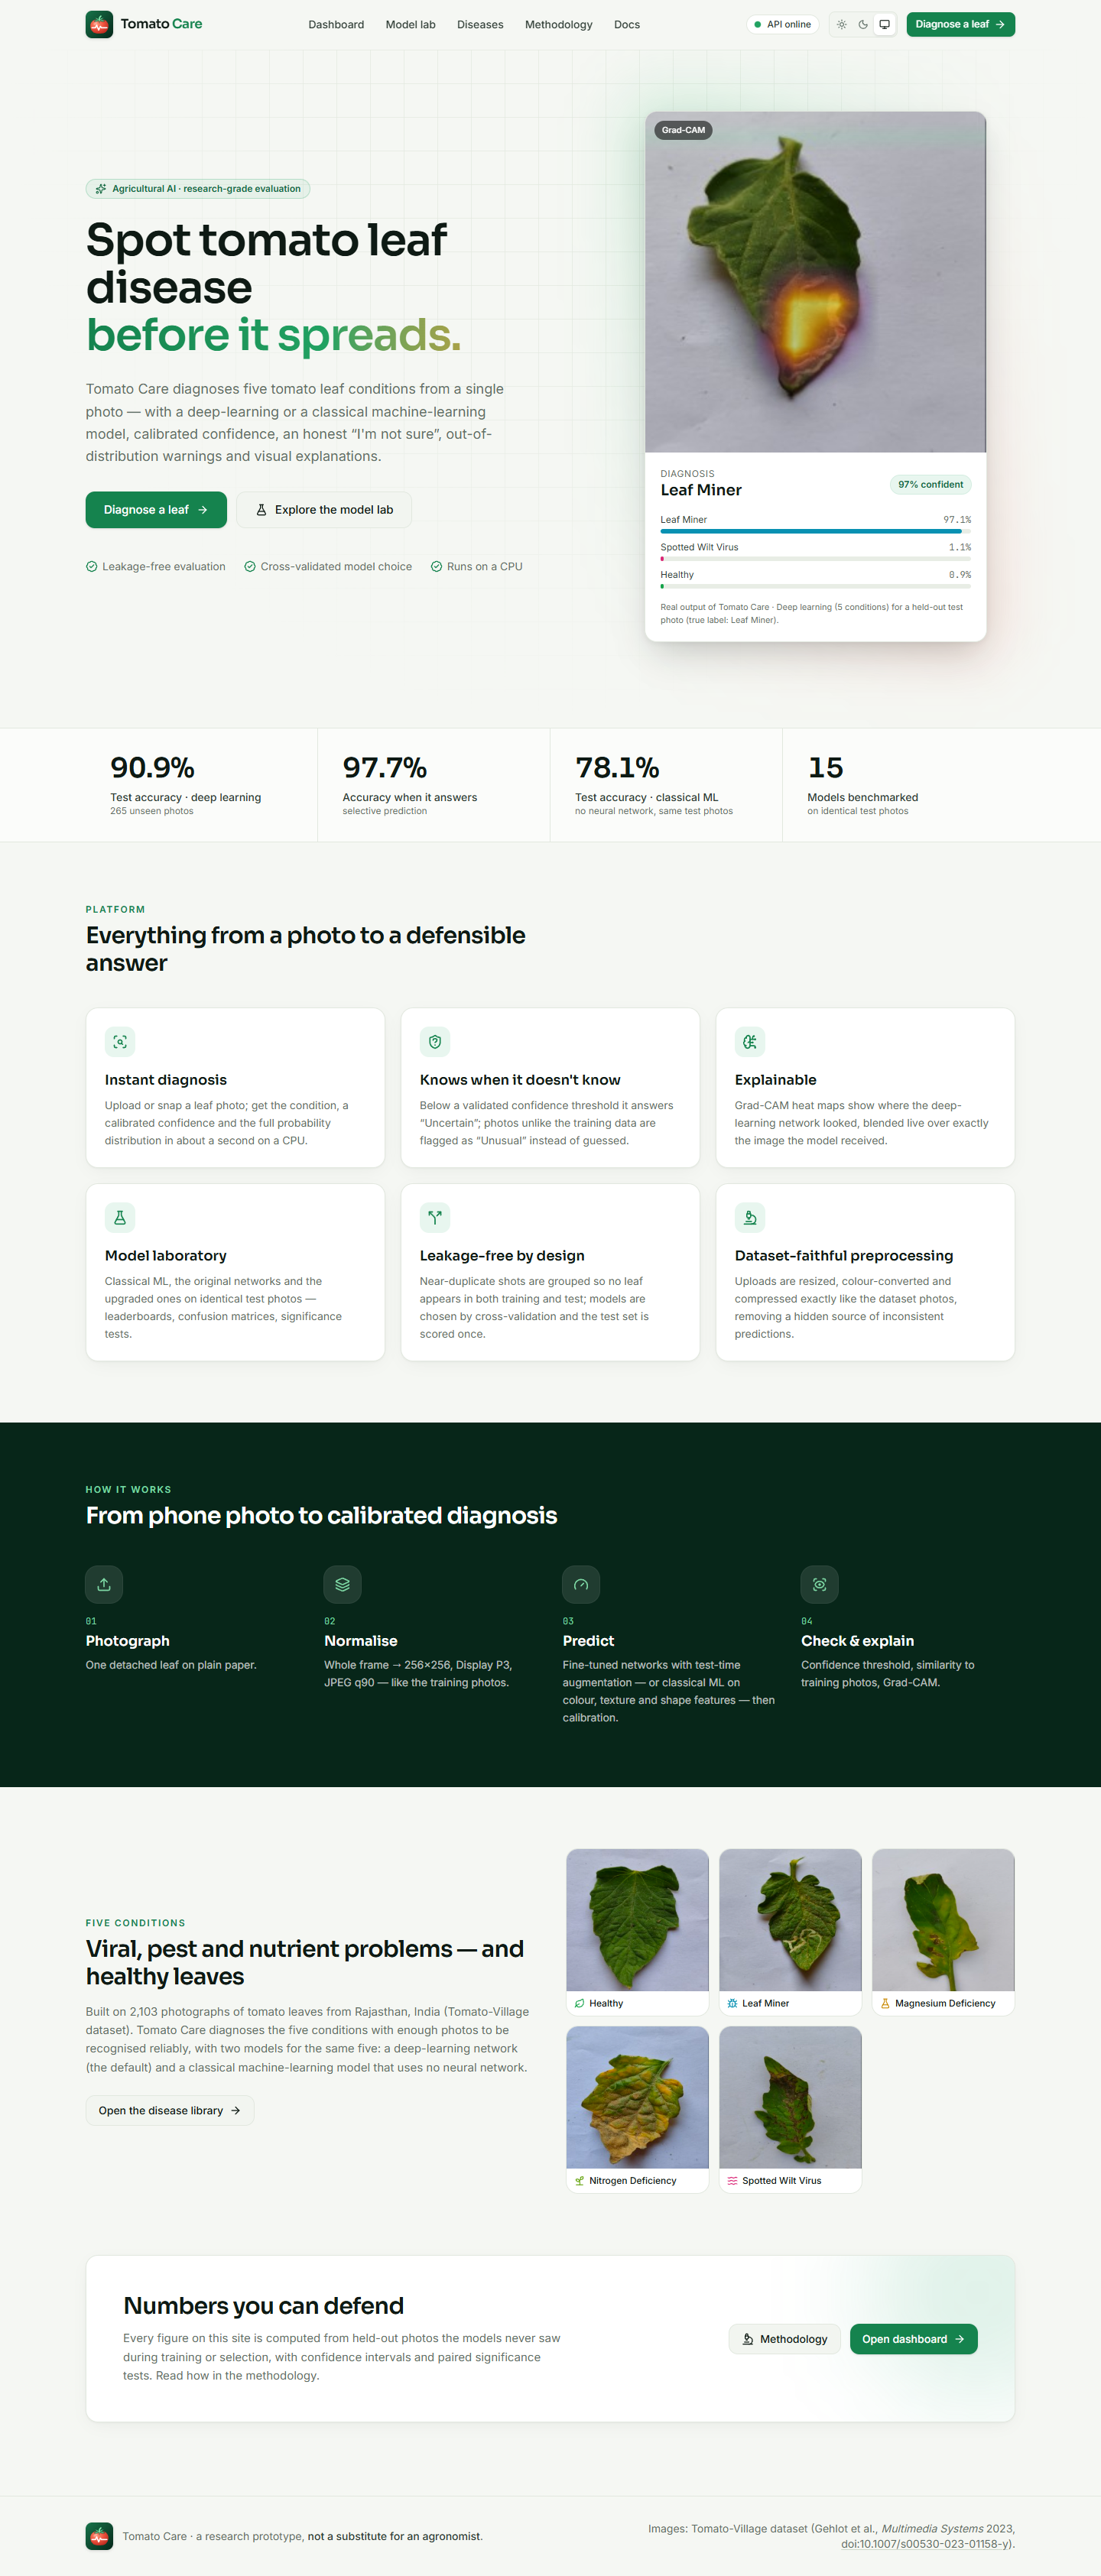 Tomato Care
Dashboard
Model lab
Diseases
Methodology
Docs
API online
Diagnose a leaf
Agricultural AI · research-grade evaluation
Spot tomato leaf
disease
before it spreads.
Tomato Care diagnoses five tomato leaf conditions from a single
photo — with a deep-learning or a classical machine-learning
model, calibrated confidence, an honest “I'm not sure”, out-of-
distribution warnings and visual explanations.
Diagnose a leaf
Explore the model lab
Leakage-free evaluation
Cross-validated model choice
Runs on a CPU
Grad-CAM
DIAGNOSIS
Leaf Miner
97% confident
Leaf Miner 97.1%
Spotted Wilt Virus 1.1%
Healthy 0.9%
Real output of Tomato Care · Deep learning (5 conditions) for a held-out test
photo (true label: Leaf Miner).
90.9%
Test accuracy · deep learning
265 unseen photos
97.7%
Accuracy when it answers
selective prediction
78.1%
Test accuracy · classical ML
no neural network, same test photos
15
Models benchmarked
on identical test photos
PLATFORM
Everything from a photo to a defensible
answer
Instant diagnosis
Upload or snap a leaf photo; get the condition, a
calibrated confidence and the full probability
distribution in about a second on a CPU.
Knows when it doesn't know
Below a validated confidence threshold it answers
“Uncertain”; photos unlike the training data are
flagged as “Unusual” instead of guessed.
Explainable
Grad-CAM heat maps show where the deep-
learning network looked, blended live over exactly
the image the model received.
Model laboratory
Classical ML, the original networks and the
upgraded ones on identical test photos —
leaderboards, confusion matrices, significance
tests.
Leakage-free by design
Near-duplicate shots are grouped so no leaf
appears in both training and test; models are
chosen by cross-validation and the test set is
scored once.
Dataset-faithful preprocessing
Uploads are resized, colour-converted and
compressed exactly like the dataset photos,
removing a hidden source of inconsistent
predictions.
HOW IT WORKS
From phone photo to calibrated diagnosis
01
Photograph
One detached leaf on plain paper.
02
Normalise
Whole frame → 256×256, Display P3,
JPEG q90 — like the training photos.
03
Predict
Fine-tuned networks with test-time
augmentation — or classical ML on
colour, texture and shape features — then
calibration.
04
Check & explain
Confidence threshold, similarity to
training photos, Grad-CAM.
FIVE CONDITIONS
Viral, pest and nutrient problems — and
healthy leaves
Built on 2,103 photographs of tomato leaves from Rajasthan, India (Tomato-Village
dataset). Tomato Care diagnoses the five conditions with enough photos to be
recognised reliably, with two models for the same five: a deep-learning network
(the default) and a classical machine-learning model that uses no neural network.
Open the disease library
Healthy
Leaf Miner
Magnesium Deficiency
Nitrogen Deficiency
Spotted Wilt Virus
Numbers you can defend
Every figure on this site is computed from held-out photos the models never saw
during training or selection, with confidence intervals and paired significance
tests. Read how in the methodology.
Methodology
Open dashboard
Tomato Care · a research prototype, not a substitute for an agronomist.
Images: Tomato-Village dataset (Gehlot et al., Multimedia Systems 2023,
doi:10.1007/s00530-023-01158-y).